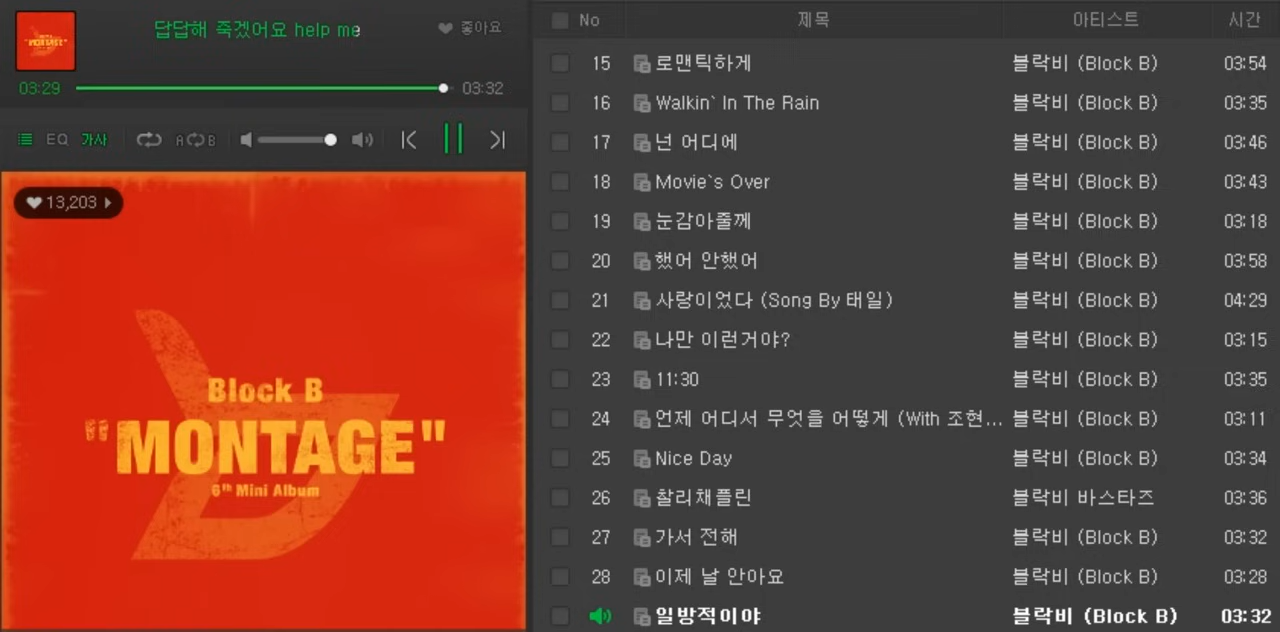 답답해 죽겠어요 help me
좋아요
03:29
03:32
EQ 가사
A B
13,203
Block B
"MONTAGE"
6th Mini Album
No 제목 아티스트 시간
15 로맨틱하게 블락비 (Block B) 03:54
16 Walkin` In The Rain 블락비 (Block B) 03:35
17 넌 어디에 블락비 (Block B) 03:46
18 Movie`s Over 블락비 (Block B) 03:43
19 눈감아줄께 블락비 (Block B) 03:18
20 했어 안했어 블락비 (Block B) 03:58
21 사랑이었다 (Song By 태일) 블락비 (Block B) 04:29
22 나만 이런거야? 블락비 (Block B) 03:15
23 11:30 블락비 (Block B) 03:35
24 언제 어디서 무엇을 어떻게 (With 조현... 블락비 (Block B) 03:11
25 Nice Day 블락비 (Block B) 03:34
26 찰리채플린 블락비 바스타즈 03:36
27 가서 전해 블락비 (Block B) 03:32
28 이제 날 안아요 블락비 (Block B) 03:28
일방적이야 블락비 (Block B) 03:32